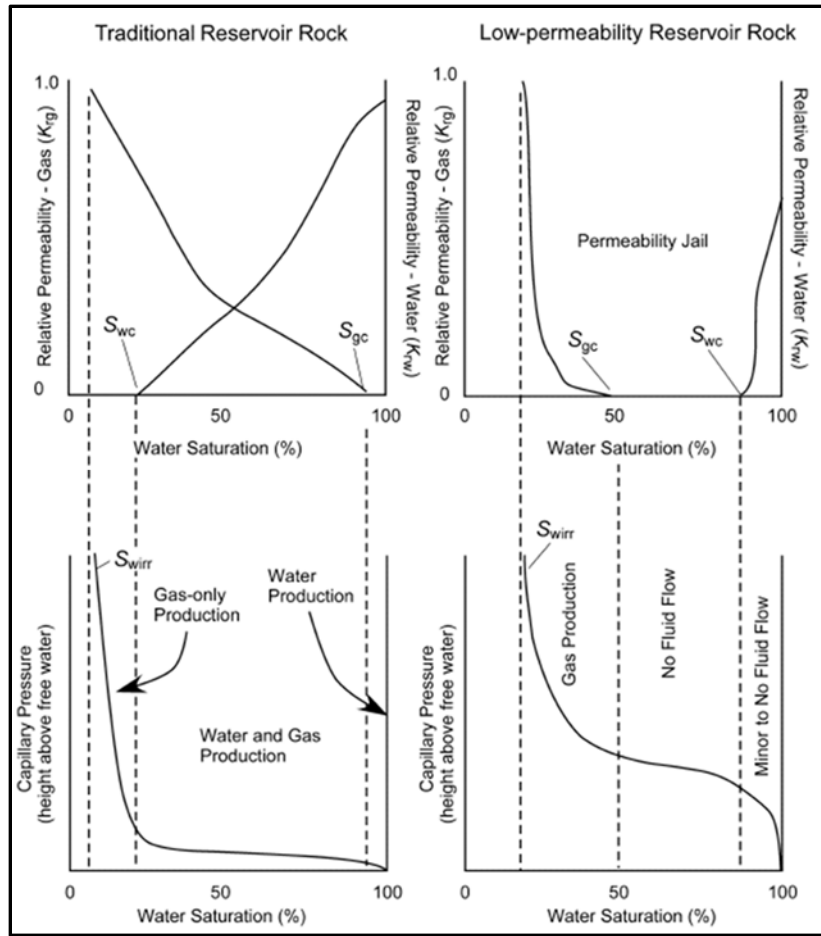 Traditional Reservoir Rock
Low-permeability Reservoir Rock
Relative Permeability - Gas (Krg)
1.0
0
Swc
Sgc
Relative Permeability - Water (Krw)
0
50
100
Water Saturation (%)
Relative Permeability - Gas (Krg)
1.0
0
Permeability Jail
Sgc
Swc
Relative Permeability - Water (Krw)
0
50
100
Water Saturation (%)
Capillary Pressure
(height above free water)
Swirr
Gas-only
Production
Water
Production
Water and Gas
Production
0
50
100
Water Saturation (%)
Capillary Pressure
(height above free water)
Swirr
Gas Production
No Fluid Flow
Minor to No Fluid Flow
0
50
100
Water Saturation (%)